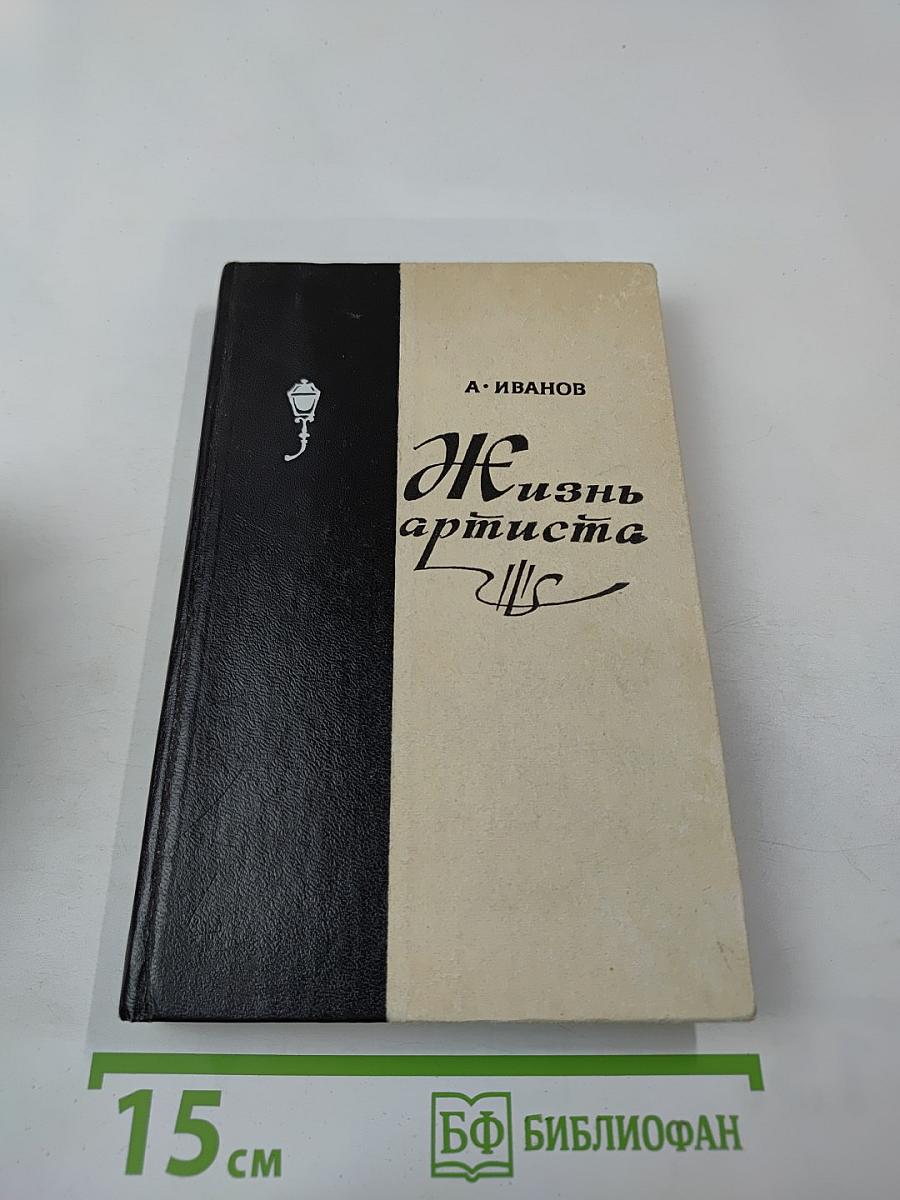 А·ИВАНОВ
Жизнь
артиста
15 см
БФ БИБЛИОФАН